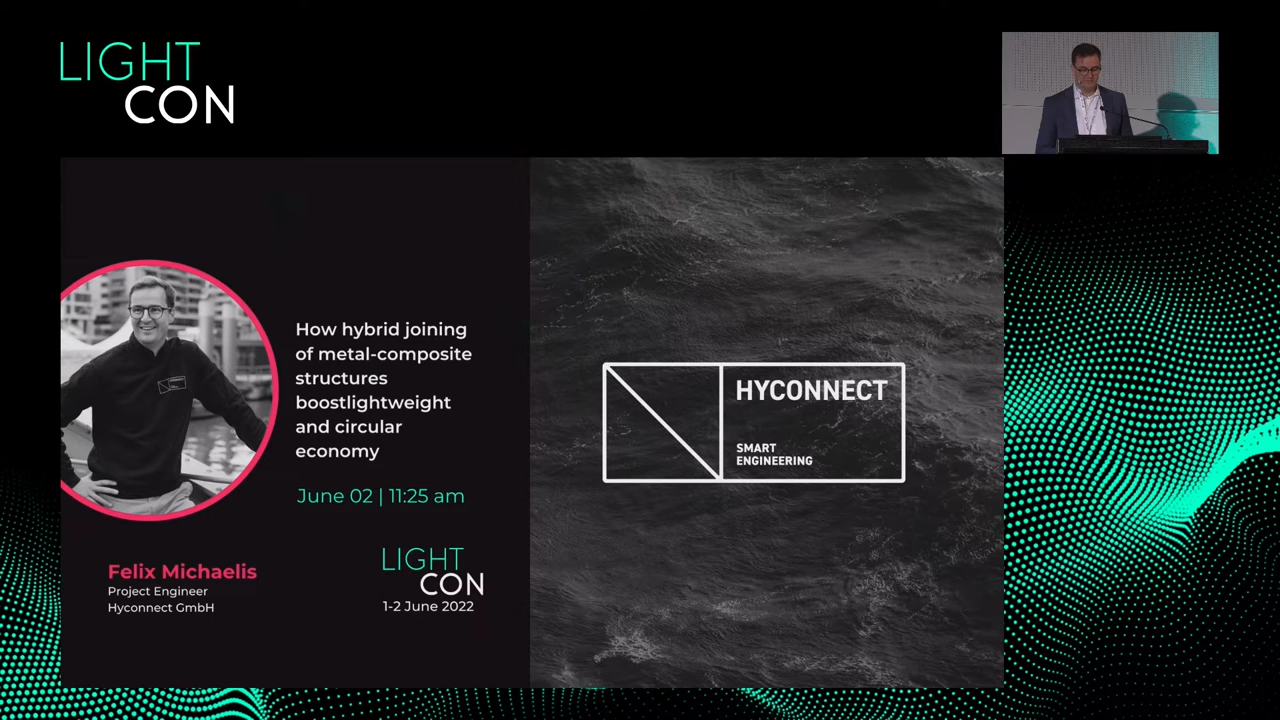 LIGHT
CON
How hybrid joining
of metal-composite
structures
boostlightweight
and circular
economy
June 02 | 11:25 am
Felix Michaelis
Project Engineer
Hyconnect GmbH
LIGHT
CON
1-2 June 2022
HYCONNECT
SMART
ENGINEERING
HYCONNECT